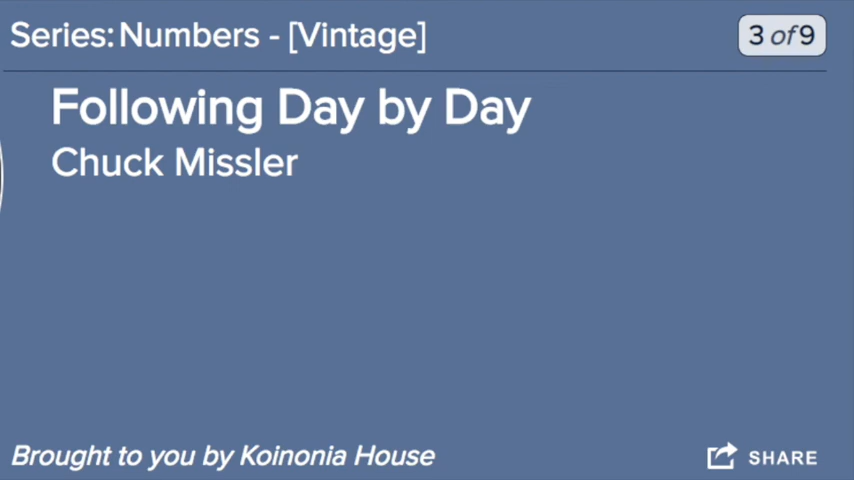 Series: Numbers - [Vintage]
3 of 9
Following Day by Day
Chuck Missler
Brought to you by Koinonia House
SHARE